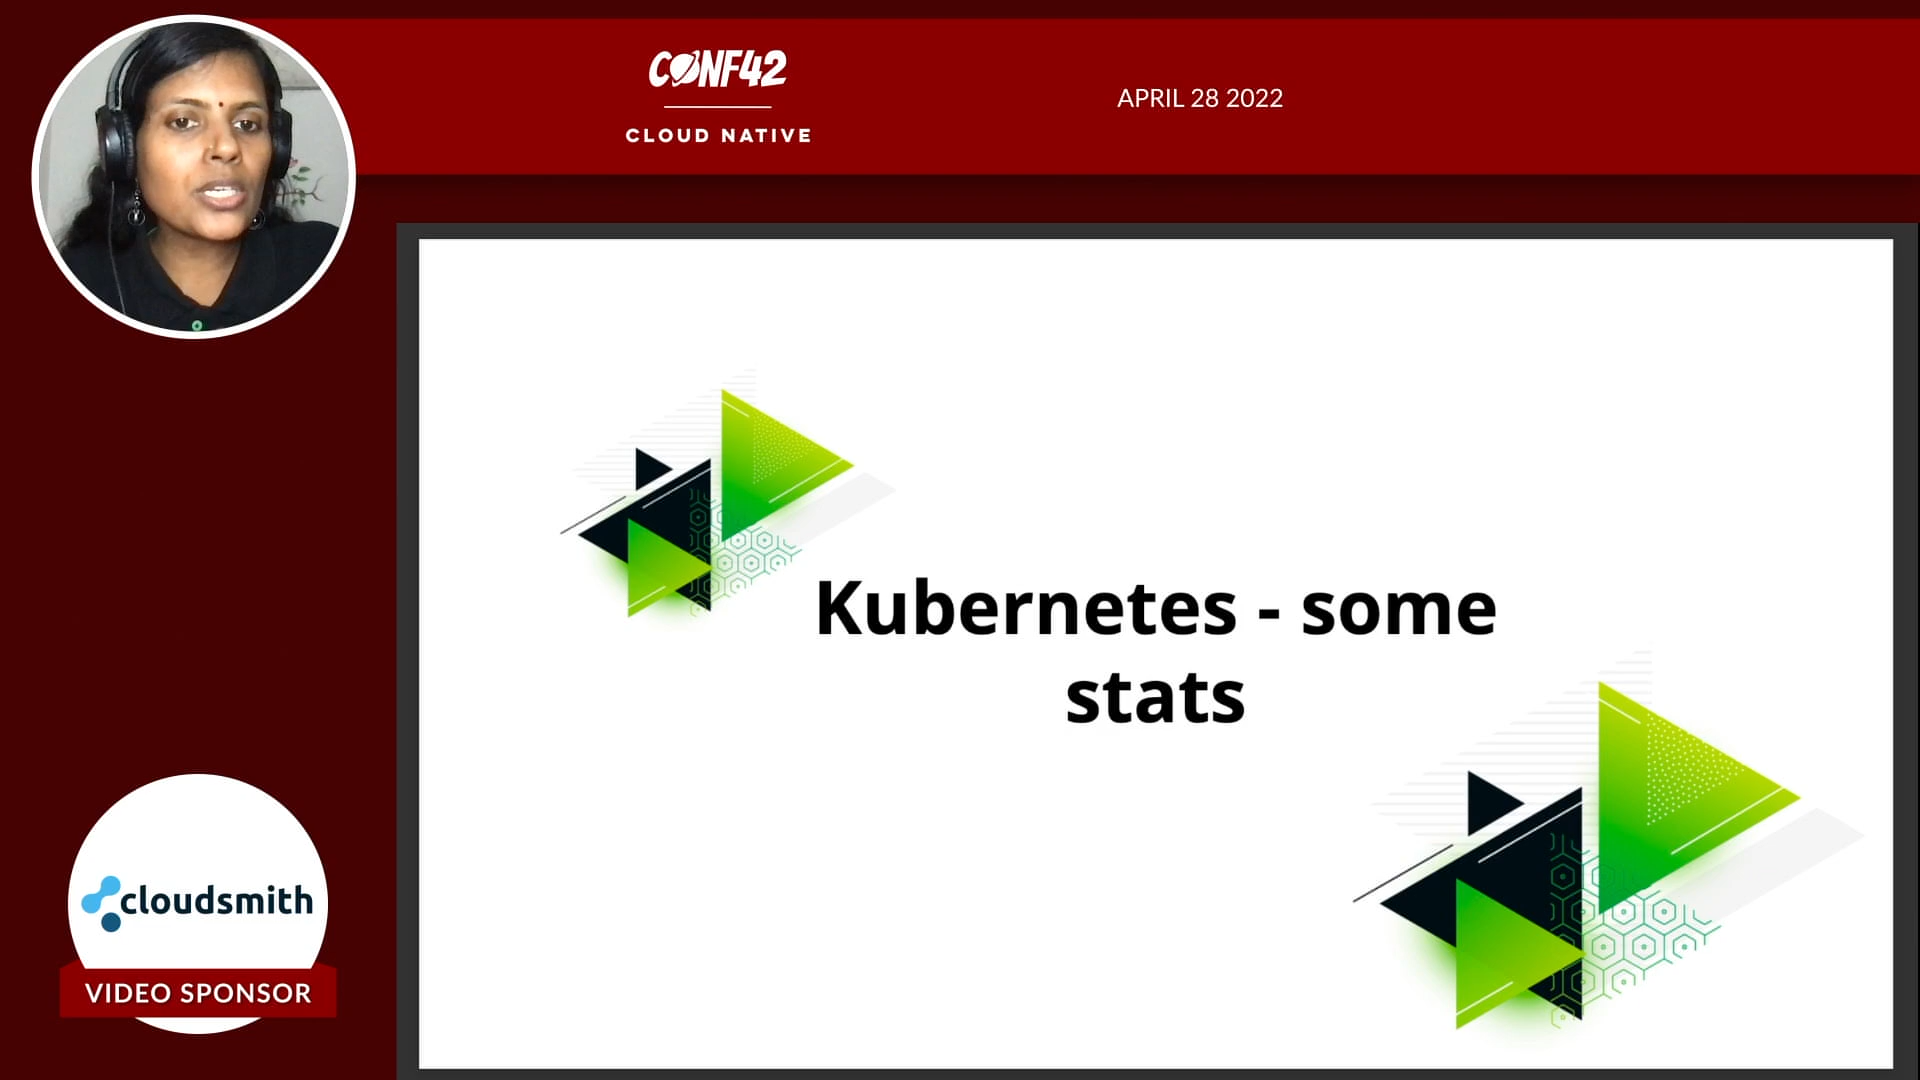 CONF42
CLOUD NATIVE
APRIL 28 2022
Kubernetes - some
stats
cloudsmith
VIDEO SPONSOR